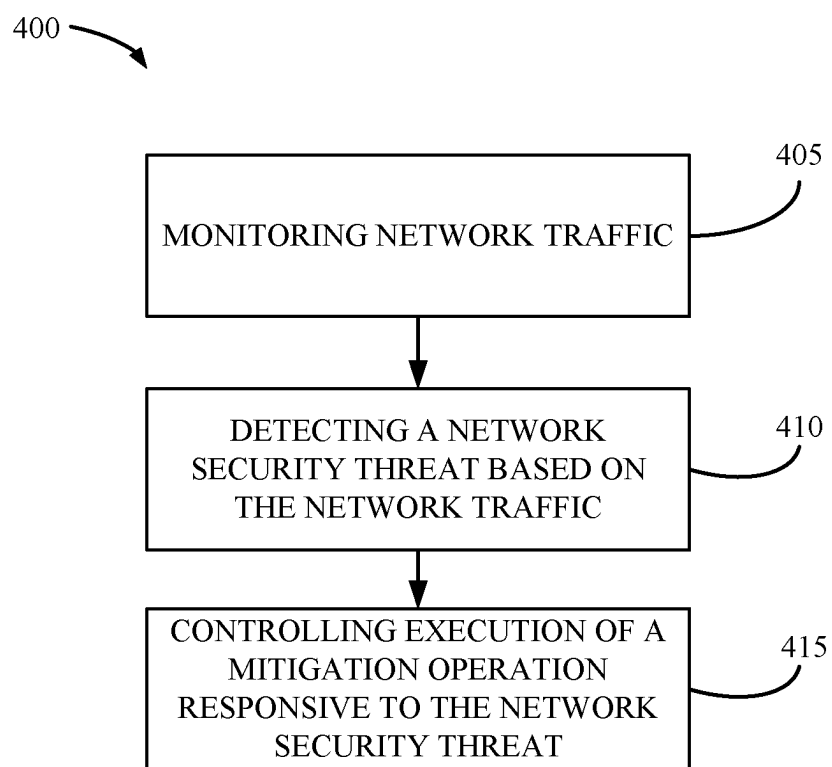 400
405
MONITORING NETWORK TRAFFIC
410
DETECTING A NETWORK
SECURITY THREAT BASED ON
THE NETWORK TRAFFIC
415
CONTROLLING EXECUTION OF A
MITIGATION OPERATION
RESPONSIVE TO THE NETWORK
SECURITY THREAT